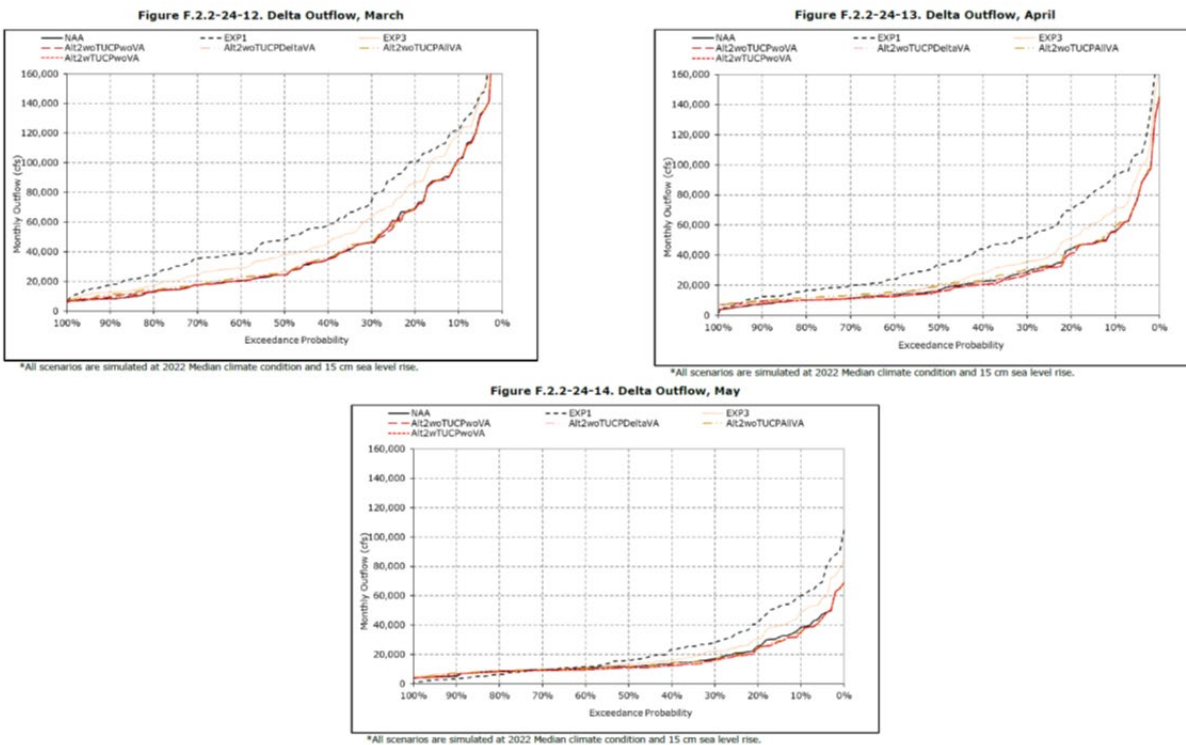 Figure F.2.2-24-12. Delta Outflow, March
NAA EXP1 EXP3
Alt2woTUCPwoVA Alt2woTUCPDeltaVA Alt2woTUCPAllVA
Alt2wTUCPwoVA
160,000
140,000
120,000
100,000
80,000
60,000
40,000
20,000
0
Monthly Outflow (cfs)
100% 90% 80% 70% 60% 50% 40% 30% 20% 10% 0%
Exceedance Probability
*All scenarios are simulated at 2022 Median climate condition and 15 cm sea level rise.
Figure F.2.2-24-13. Delta Outflow, April
NAA EXP1 EXP3
Alt2woTUCPwoVA Alt2woTUCPDeltaVA Alt2woTUCPAllVA
Alt2wTUCPwoVA
160,000
140,000
120,000
100,000
80,000
60,000
40,000
20,000
0
Monthly Outflow (cfs)
100% 90% 80% 70% 60% 50% 40% 30% 20% 10% 0%
Exceedance Probability
*All scenarios are simulated at 2022 Median climate condition and 15 cm sea level rise.
Figure F.2.2-24-14. Delta Outflow, May
NAA EXP1 EXP3
Alt2woTUCPwoVA Alt2woTUCPDeltaVA Alt2woTUCPAllVA
Alt2wTUCPwoVA
160,000
140,000
120,000
100,000
80,000
60,000
40,000
20,000
0
Monthly Outflow (cfs)
100% 90% 80% 70% 60% 50% 40% 30% 20% 10% 0%
Exceedance Probability
*All scenarios are simulated at 2022 Median climate condition and 15 cm sea level rise.